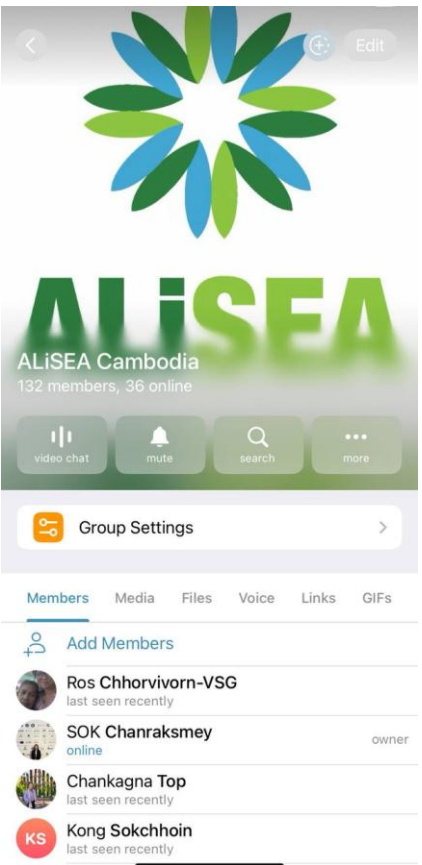 Edit
ALiSEA
ALiSEA Cambodia
132 members, 36 online
video chat
mute
search
more
Group Settings
Members Media Files Voice Links GIFs
Add Members
Ros Chhorvivorn-VSG
last seen recently
SOK Chanraksmey
online
owner
Chankagna Top
last seen recently
KS
Kong Sokchhoin
last seen recently